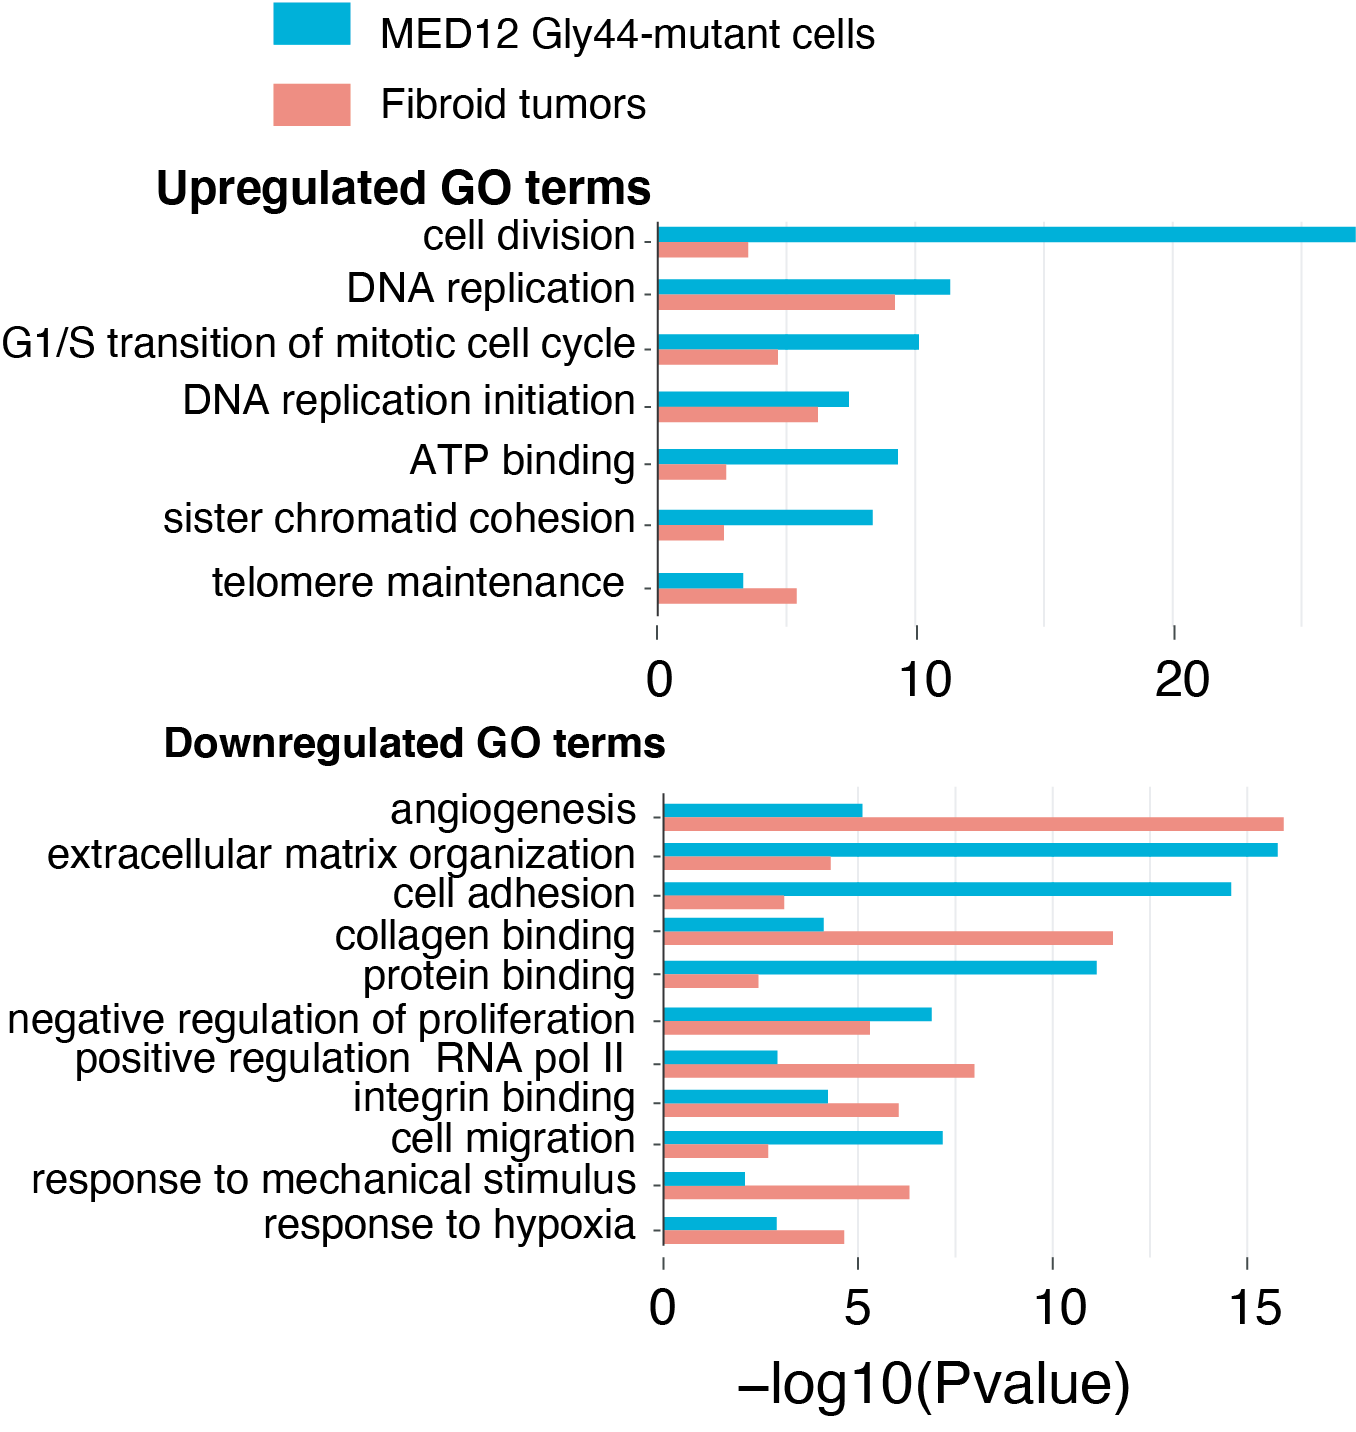 MED12 Gly44-mutant cells
Fibroid tumors
Upregulated GO terms
cell division
DNA replication
G1/S transition of mitotic cell cycle
DNA replication initiation
ATP binding
sister chromatid cohesion
telomere maintenance
0 10 20
Downregulated GO terms
angiogenesis
extracellular matrix organization
cell adhesion
collagen binding
protein binding
negative regulation of proliferation
positive regulation RNA pol II
integrin binding
cell migration
response to mechanical stimulus
response to hypoxia
0 5 10 15
–log10(Pvalue)